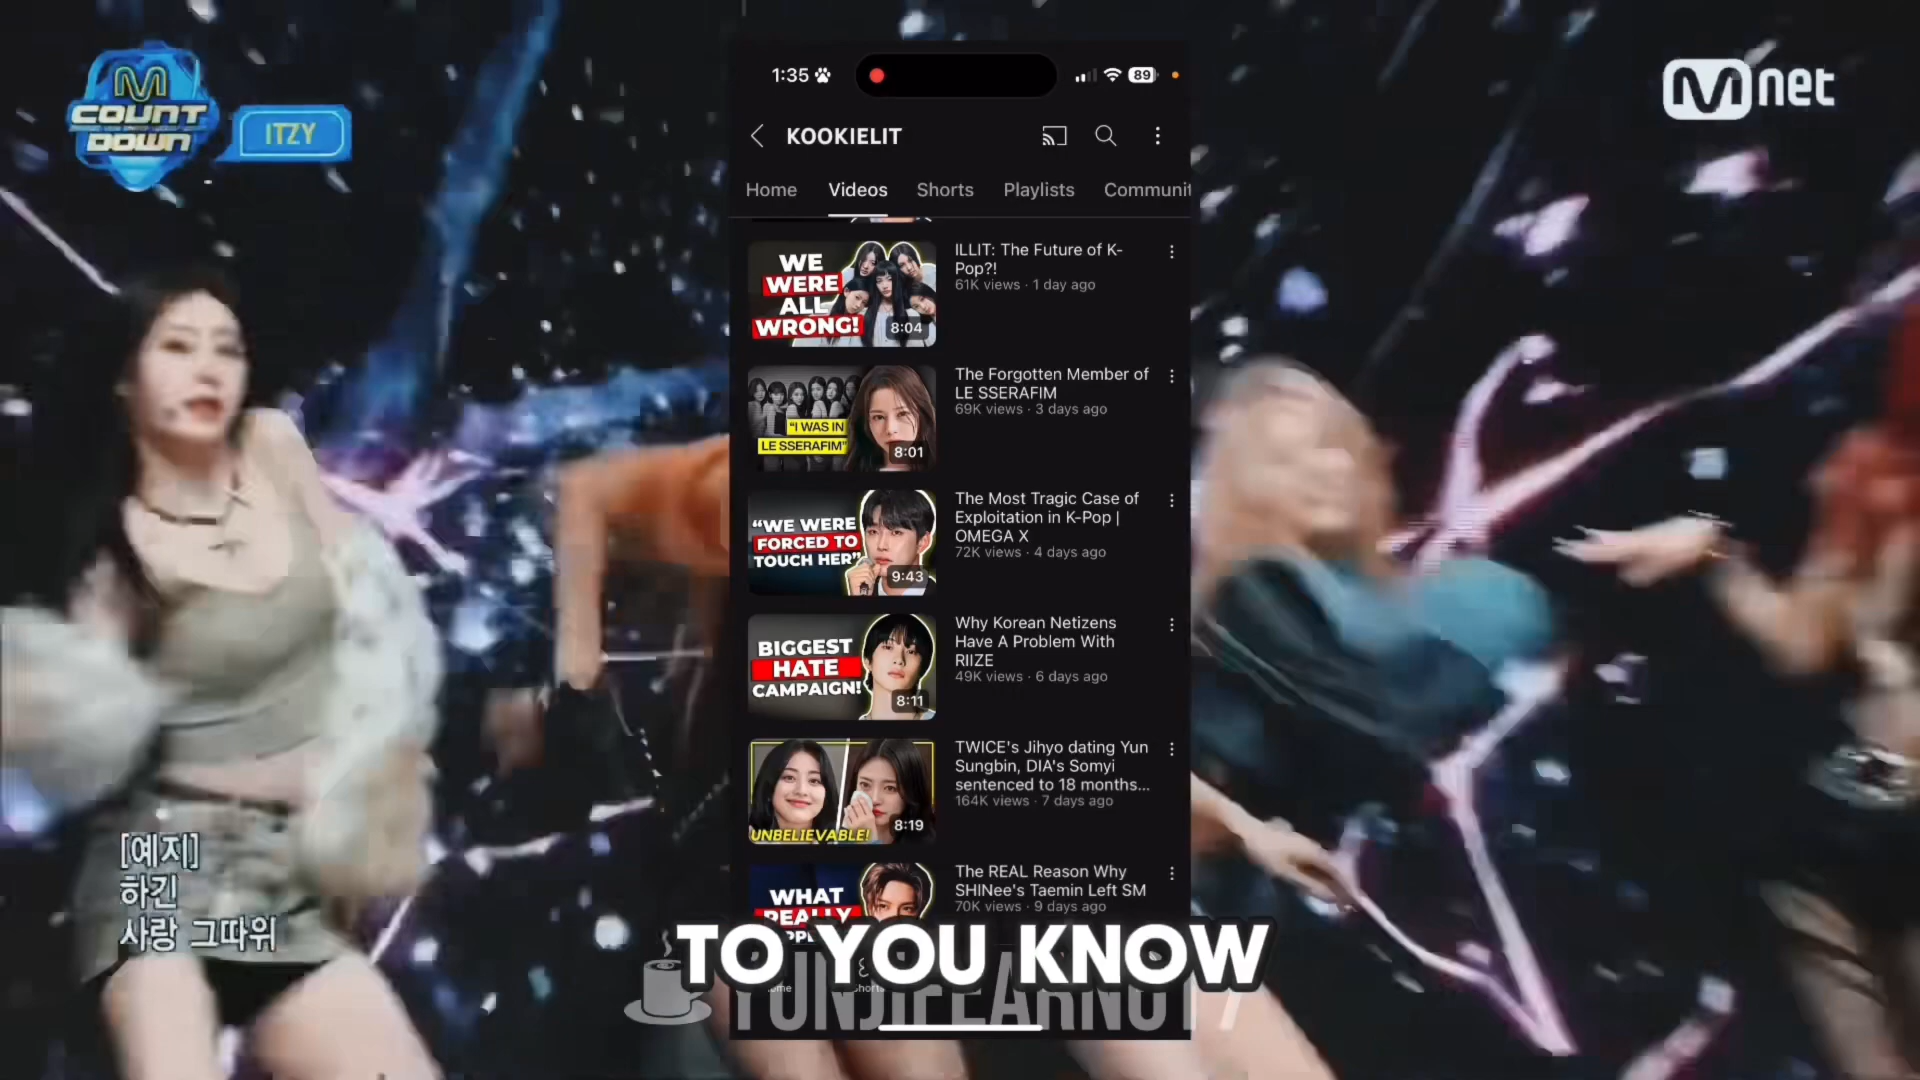 M
COUNT
DOWN
ITZY
Mnet
1:35
89
KOOKIELIT
Home
Videos
Shorts
Playlists
Communit
WE
WERE
ALL
WRONG!
8:04
ILLIT: The Future of K-
Pop?!
61K views · 1 day ago
"I WAS IN
LE SSERAFIM"
8:01
The Forgotten Member of
LE SSERAFIM
69K views · 3 days ago
"WE WERE
FORCED TO
TOUCH HER"
9:43
The Most Tragic Case of
Exploitation in K-Pop |
OMEGA X
72K views · 4 days ago
BIGGEST
HATE
CAMPAIGN!
8:11
Why Korean Netizens
Have A Problem With
RIIZE
49K views · 6 days ago
UNBELIEVABLE!
8:19
TWICE's Jihyo dating Yun
Sungbin, DIA's Somyi
sentenced to 18 months...
164K views · 7 days ago
WHAT
REALLY
The REAL Reason Why
SHINee's Taemin Left SM
70K views · 9 days ago
[예지]
하긴
사랑 그따위
TO YOU KNOW